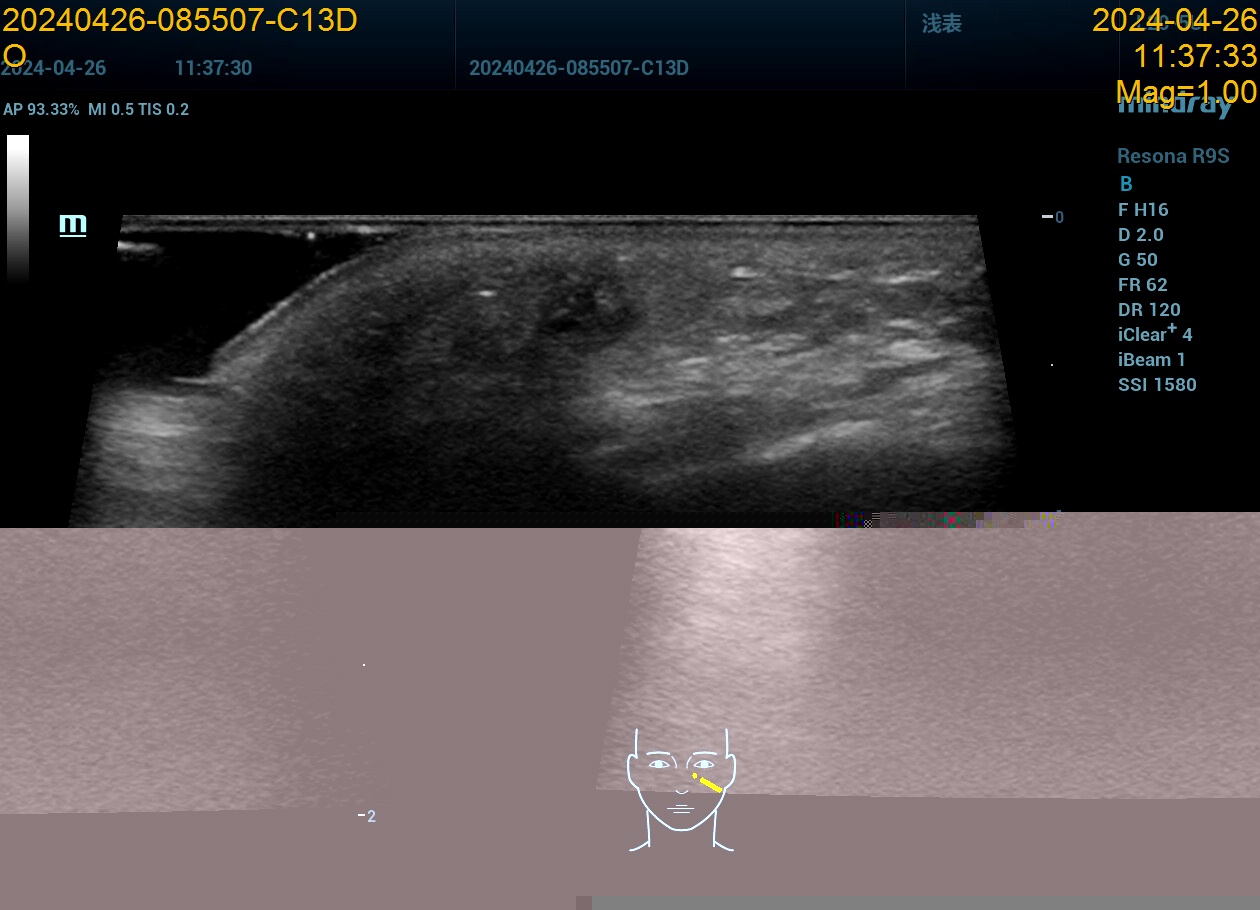 20240426-085507-C13D
O
2024-04-26
11:37:33
Mag=1.00
2024-04-26 11:37:30 20240426-085507-C13D
浅表
AP 93.33% MI 0.5 TIS 0.2
mindray
m
Resona R9S
B
F H16
D 2.0
G 50
FR 62
DR 120
iClear+ 4
iBeam 1
SSI 1580
0
2